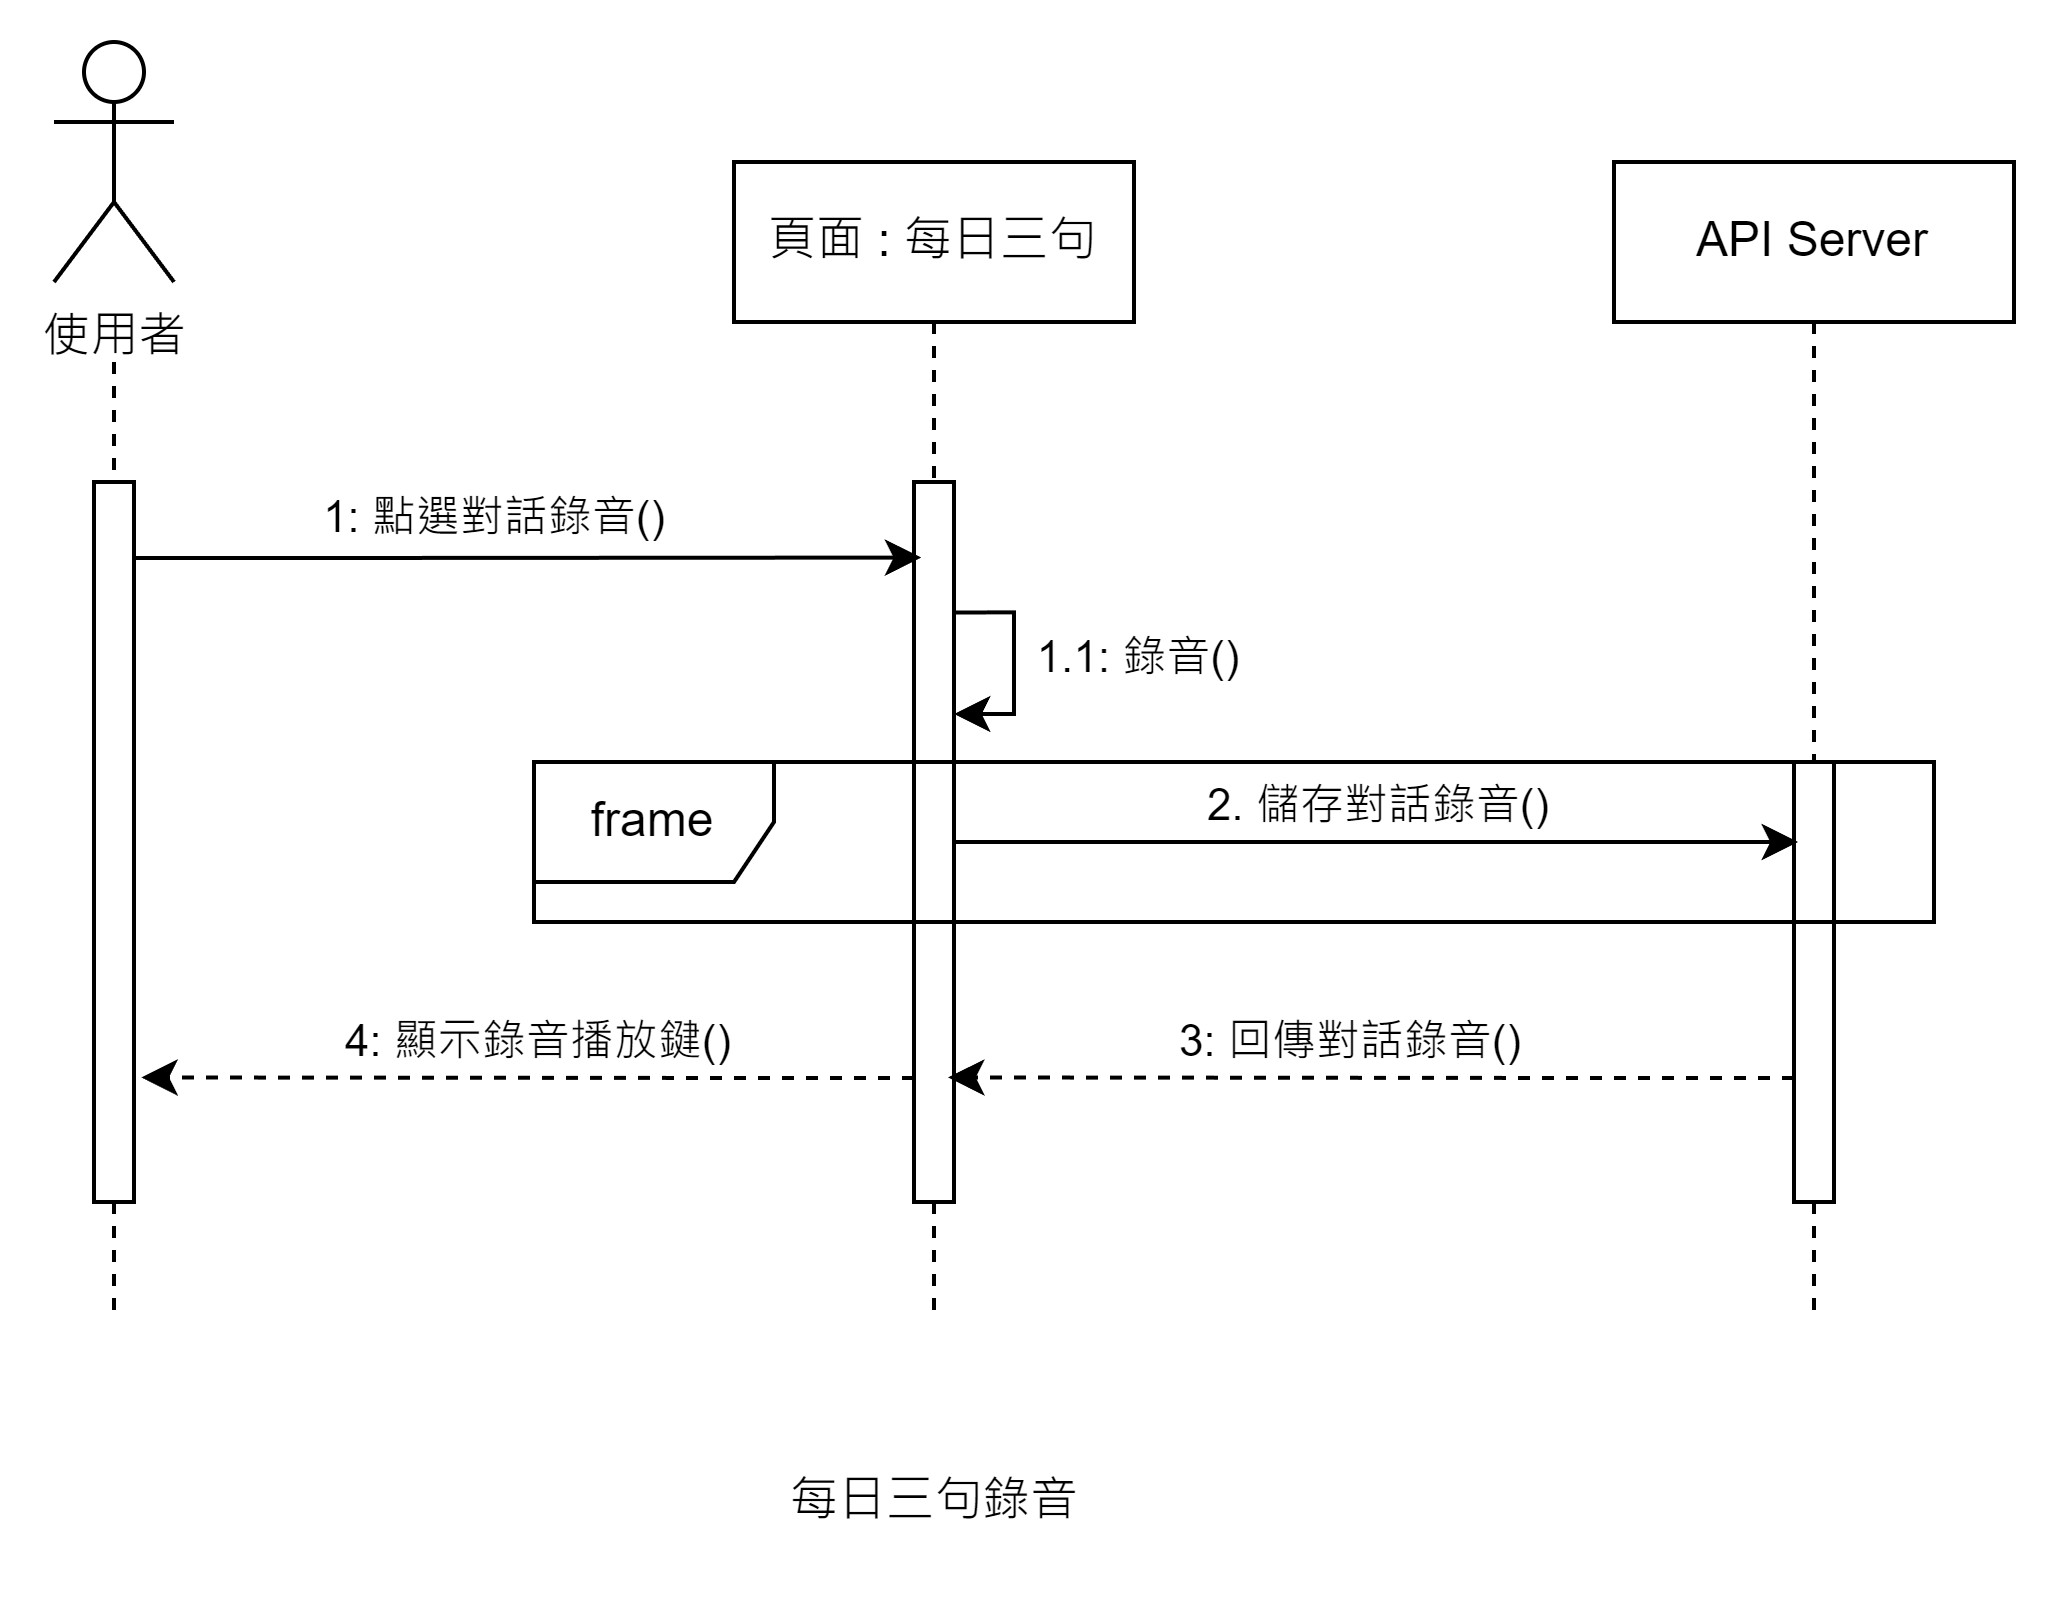 使用者
頁面 : 每日三句
API Server
1: 點選對話錄音()
1.1: 錄音()
frame
2. 儲存對話錄音()
4: 顯示錄音播放鍵()
3: 回傳對話錄音()
每日三句錄音